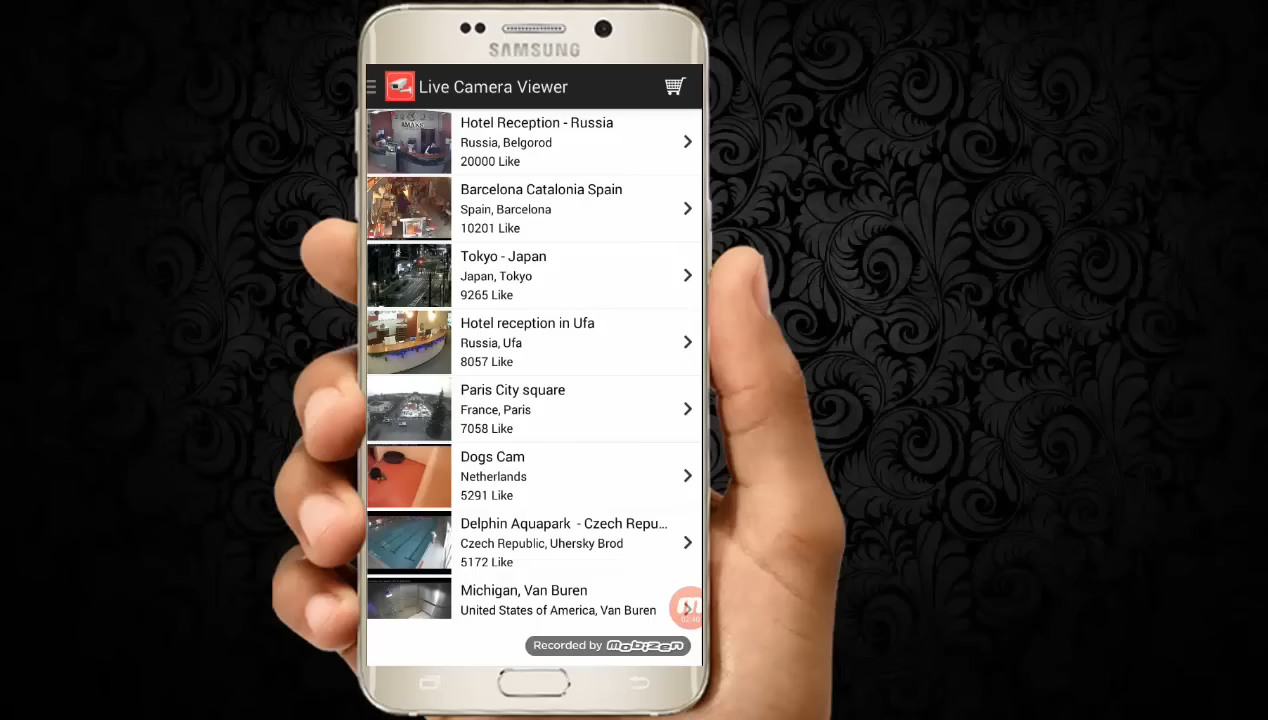 SAMSUNG
Live Camera Viewer
Hotel Reception - Russia
Russia, Belgorod
20000 Like
Barcelona Catalonia Spain
Spain, Barcelona
10201 Like
Tokyo - Japan
Japan, Tokyo
9265 Like
Hotel reception in Ufa
Russia, Ufa
8057 Like
Paris City square
France, Paris
7058 Like
Dogs Cam
Netherlands
5291 Like
Delphin Aquapark - Czech Repu...
Czech Republic, Uhersky Brod
5172 Like
Michigan, Van Buren
United States of America, Van Buren
Recorded by mobizen